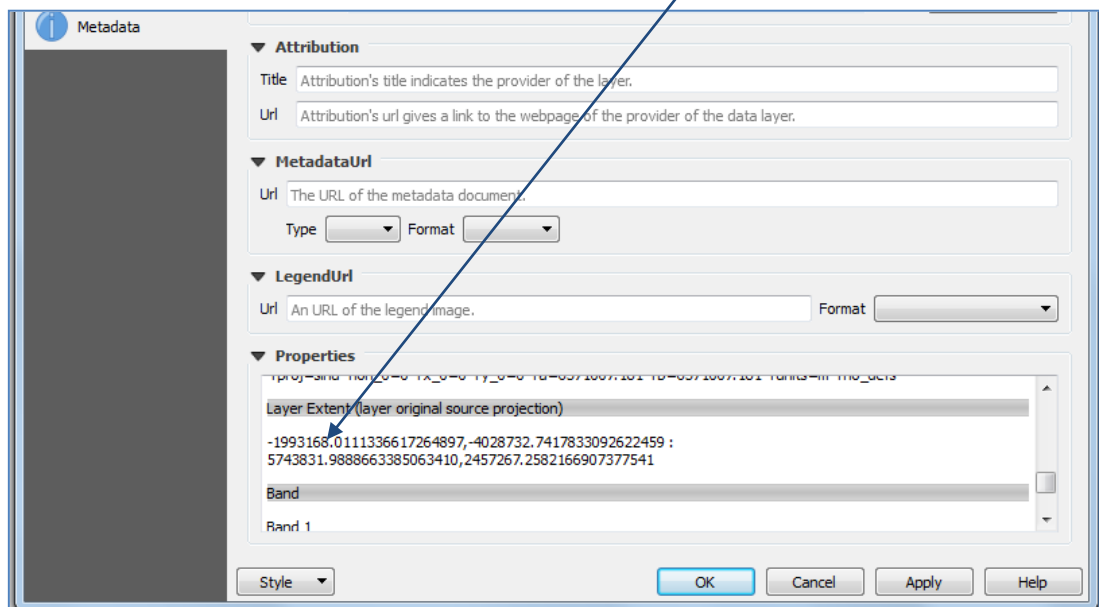 Metadata
Attribution
Title Attribution's title indicates the provider of the layer.
Url Attribution's url gives a link to the webpage of the provider of the data layer.
MetadataUrl
Url The URL of the metadata document.
Type Format
LegendUrl
Url An URL of the legend image.
Format
Properties
Layer Extent (layer original source projection)
-1993168.0111336617264897,-4028732.7417833092622459 :
5743831.9888663385063410,2457267.2582166907377541
Band
Band 1
Style
OK
Cancel
Apply
Help